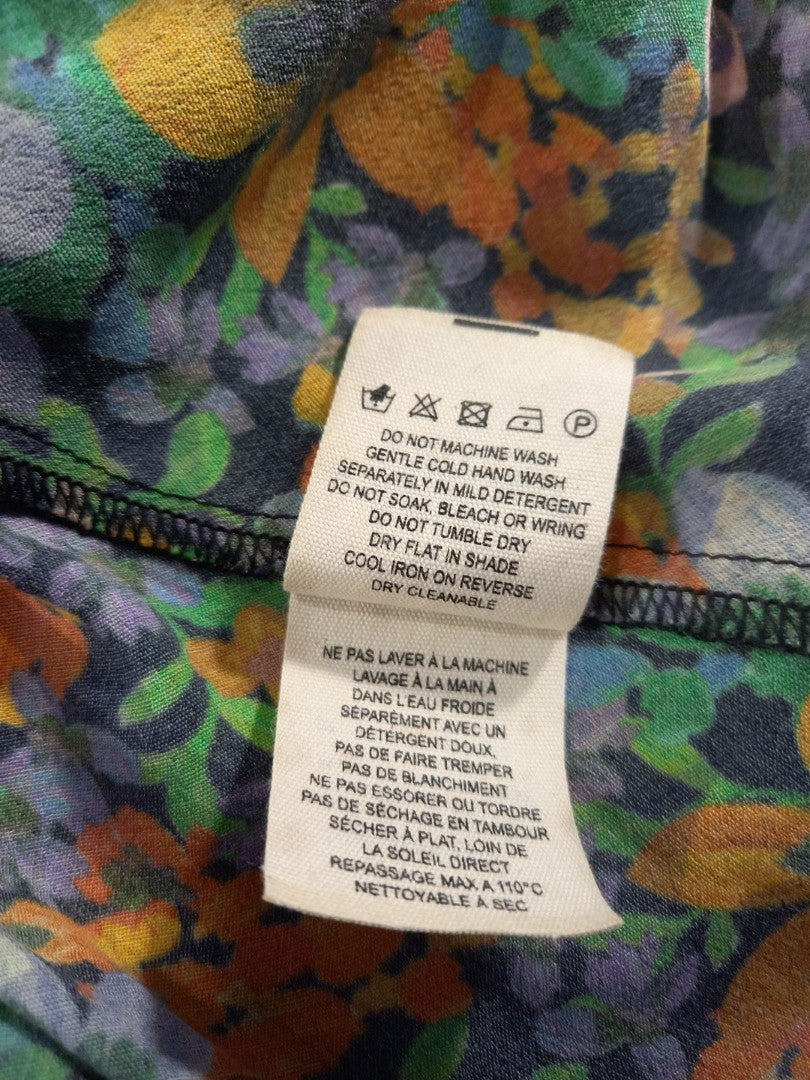 P
DO NOT MACHINE WASH
GENTLE COLD HAND WASH
SEPARATELY IN MILD DETERGENT
DO NOT SOAK, BLEACH OR WRING
DO NOT TUMBLE DRY
DRY FLAT IN SHADE
COOL IRON ON REVERSE
DRY CLEANABLE
NE PAS LAVER À LA MACHINE
LAVAGE À LA MAIN À
DANS L'EAU FROIDE
SÉPARÉMENT AVEC UN
DÉTERGENT DOUX,
PAS DE FAIRE TREMPER
PAS DE BLANCHIMENT
NE PAS ESSORER OU TORDRE
PAS DE SÉCHAGE EN TAMBOUR
SÉCHER À PLAT, LOIN DE
LA SOLEIL DIRECT
REPASSAGE MAX A 110°C
NETTOYABLE A SEC